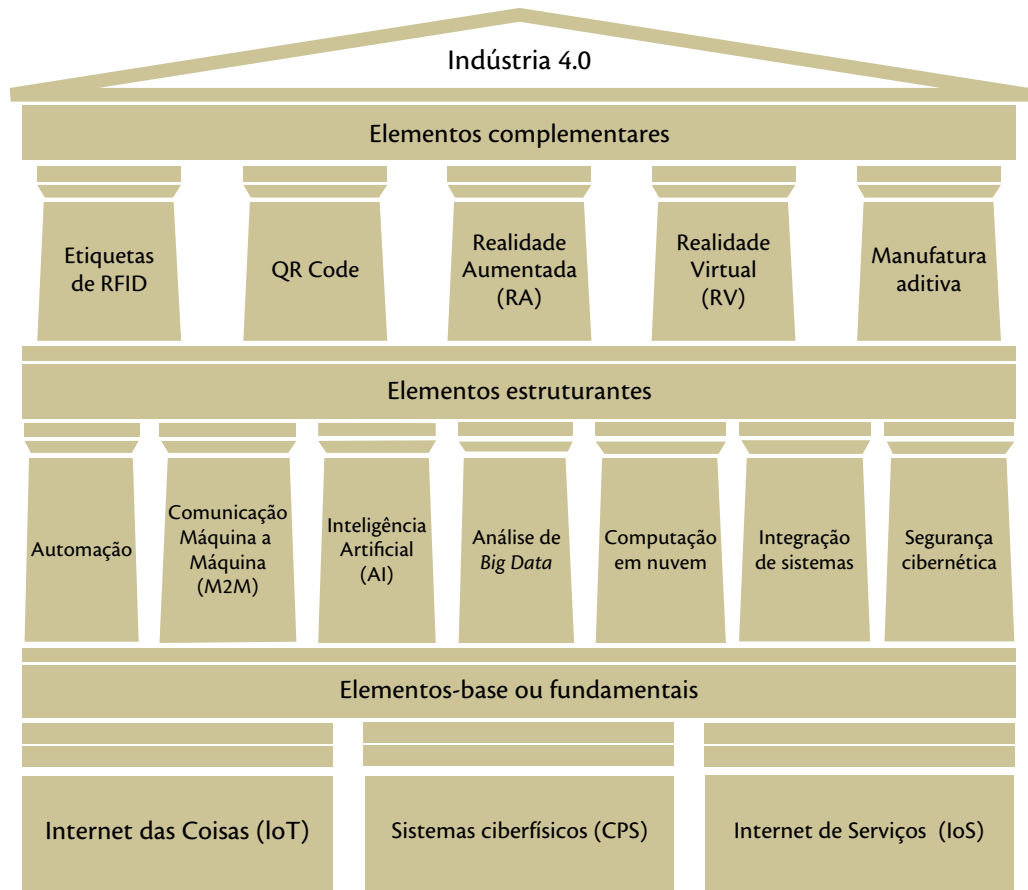 Indústria 4.0
Elementos complementares
Etiquetas
de RFID
QR Code
Realidade
Aumentada
(RA)
Realidade
Virtual
(RV)
Manufatura
aditiva
Elementos estruturantes
Automação
Comunicação
Máquina a
Máquina
(M2M)
Inteligência
Artificial
(AI)
Análise de
Big Data
Computação
em nuvem
Integração
de sistemas
Segurança
cibernética
Elementos-base ou fundamentais
Internet das Coisas (IoT)
Sistemas ciberfísicos (CPS)
Internet de Serviços (IoS)